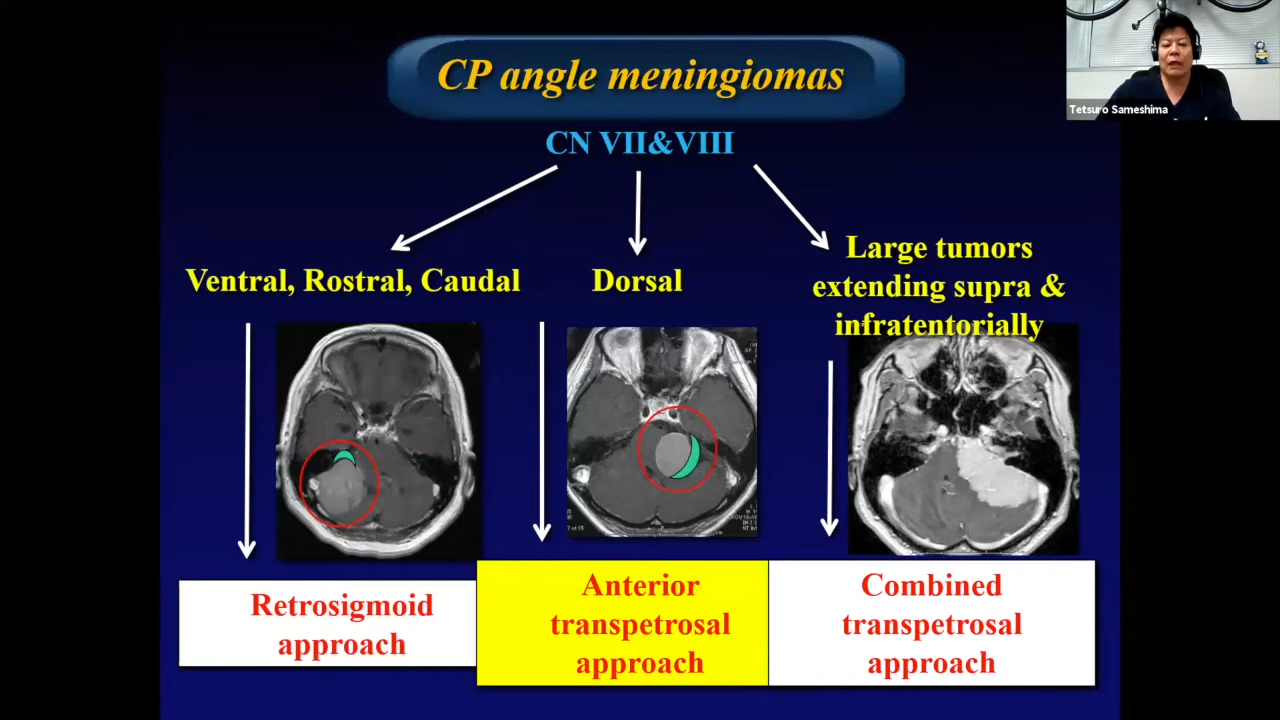 CP angle meningiomas
Tetsuro Sameshima
CN VII&VIII
Ventral, Rostral, Caudal
Dorsal
Large tumors
extending supra &
infratentorially
Retrosigmoid
approach
Anterior
transpetrosal
approach
Combined
transpetrosal
approach